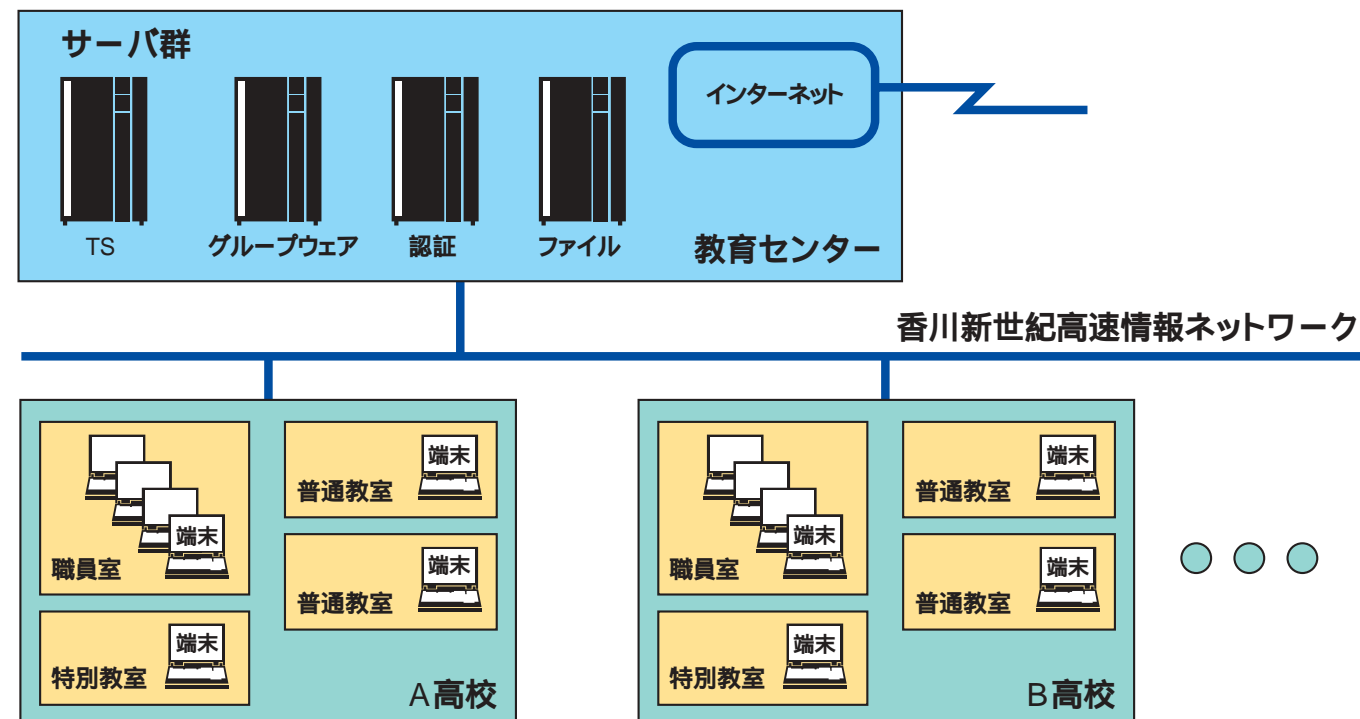 サーバ群
インターネット
TS
グループウェア
認証
ファイル
教育センター
香川新世紀高速情報ネットワーク
端末
職員室
端末
普通教室
端末
普通教室
端末
特別教室
A高校
端末
職員室
端末
普通教室
端末
普通教室
端末
特別教室
B高校